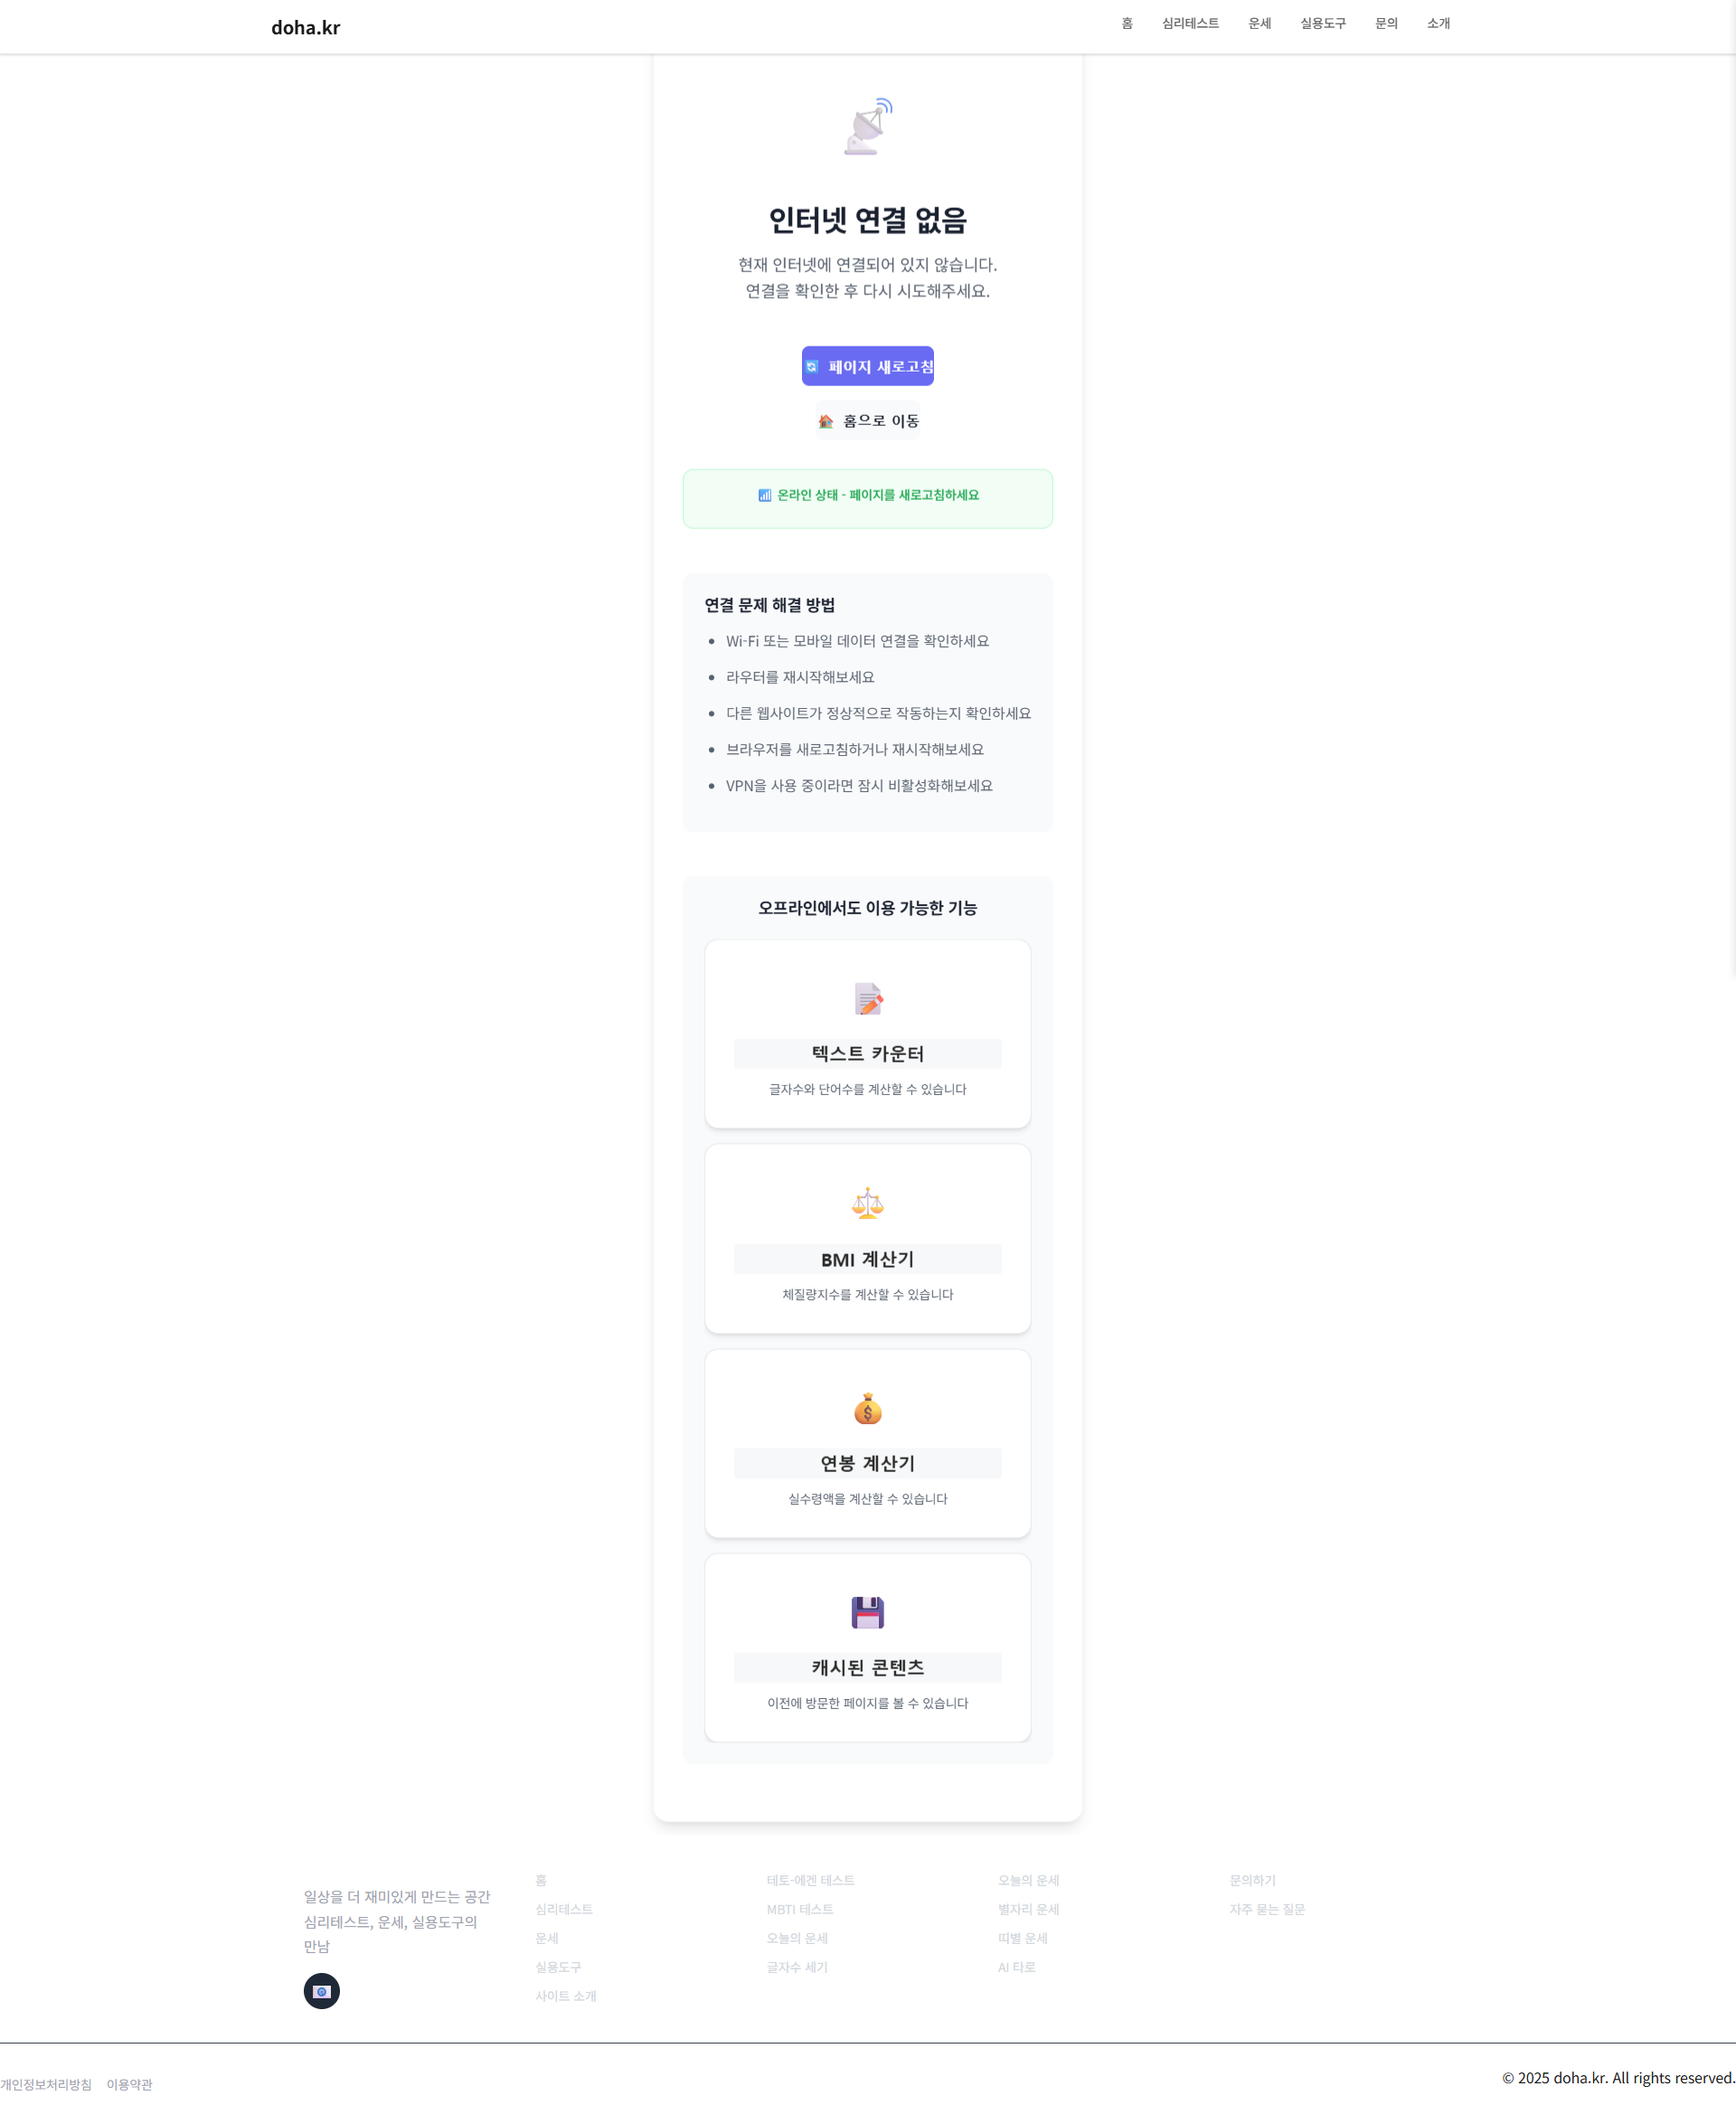 doha.kr
홈 심리테스트 운세 실용도구 문의 소개
인터넷 연결 없음
현재 인터넷에 연결되어 있지 않습니다.
연결을 확인한 후 다시 시도해주세요.
페이지 새로고침
홈으로 이동
온라인 상태 - 페이지를 새로고침하세요
연결 문제 해결 방법
• Wi-Fi 또는 모바일 데이터 연결을 확인하세요
• 라우터를 재시작해보세요
• 다른 웹사이트가 정상적으로 작동하는지 확인하세요
• 브라우저를 새로고침하거나 재시작해보세요
• VPN을 사용 중이라면 잠시 비활성화해보세요
오프라인에서도 이용 가능한 기능
텍스트 카운터
글자수와 단어수를 계산할 수 있습니다
BMI 계산기
체질량지수를 계산할 수 있습니다
연봉 계산기
실수령액을 계산할 수 있습니다
캐시된 콘텐츠
이전에 방문한 페이지를 볼 수 있습니다
일상을 더 재미있게 만드는 공간
심리테스트, 운세, 실용도구의
만남
홈
심리테스트
운세
실용도구
사이트 소개
테토-에겐 테스트
MBTI 테스트
오늘의 운세
글자수 세기
오늘의 운세
별자리 운세
띠별 운세
AI 타로
문의하기
자주 묻는 질문
개인정보처리방침 이용약관
© 2025 doha.kr. All rights reserved.